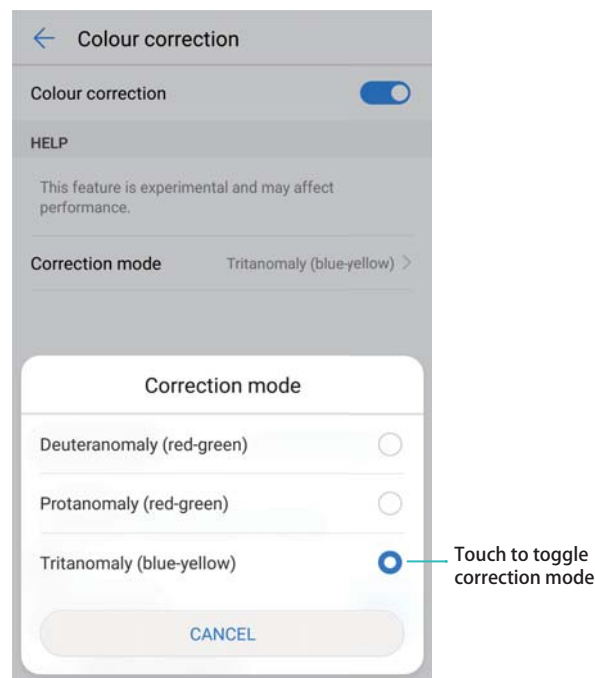 Colour correction
Colour correction
HELP
This feature is experimental and may affect
performance.
Correction mode Tritanomaly (blue-yellow)
Correction mode
Deuteranomaly (red-green)
Protanomaly (red-green)
Tritanomaly (blue-yellow)
Touch to toggle
correction mode
CANCEL